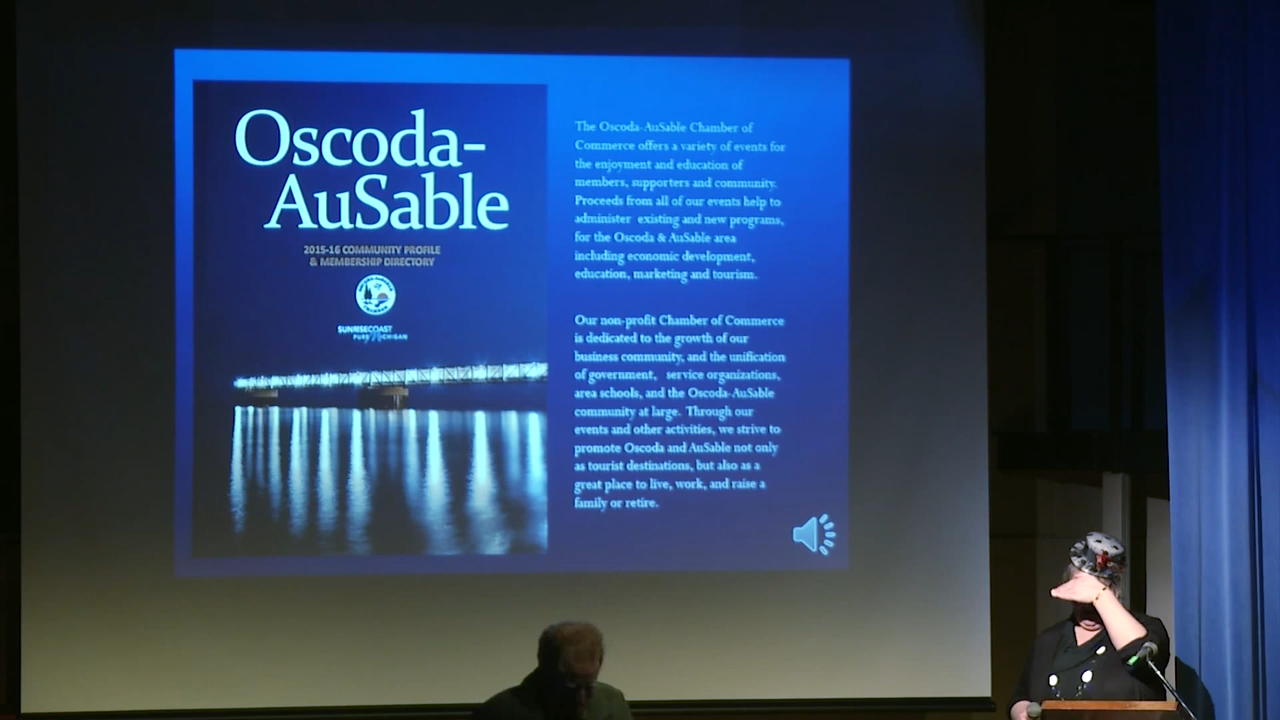 Oscoda-
AuSable
2015-16 COMMUNITY PROFILE
& MEMBERSHIP DIRECTORY
SUNRISECOAST
PURE MICHIGAN
The Oscoda-AuSable Chamber of
Commerce offers a variety of events for
the enjoyment and education of
members, supporters and community.
Proceeds from all of our events help to
administer existing and new programs,
for the Oscoda & AuSable area
including economic development,
education, marketing and tourism.
Our non-profit Chamber of Commerce
is dedicated to the growth of our
business community, and the unification
of government, service organizations,
area schools, and the Oscoda-AuSable
community at large. Through our
events and other activities, we strive to
promote Oscoda and AuSable not only
as tourist destinations, but also as a
great place to live, work, and raise a
family or retire.